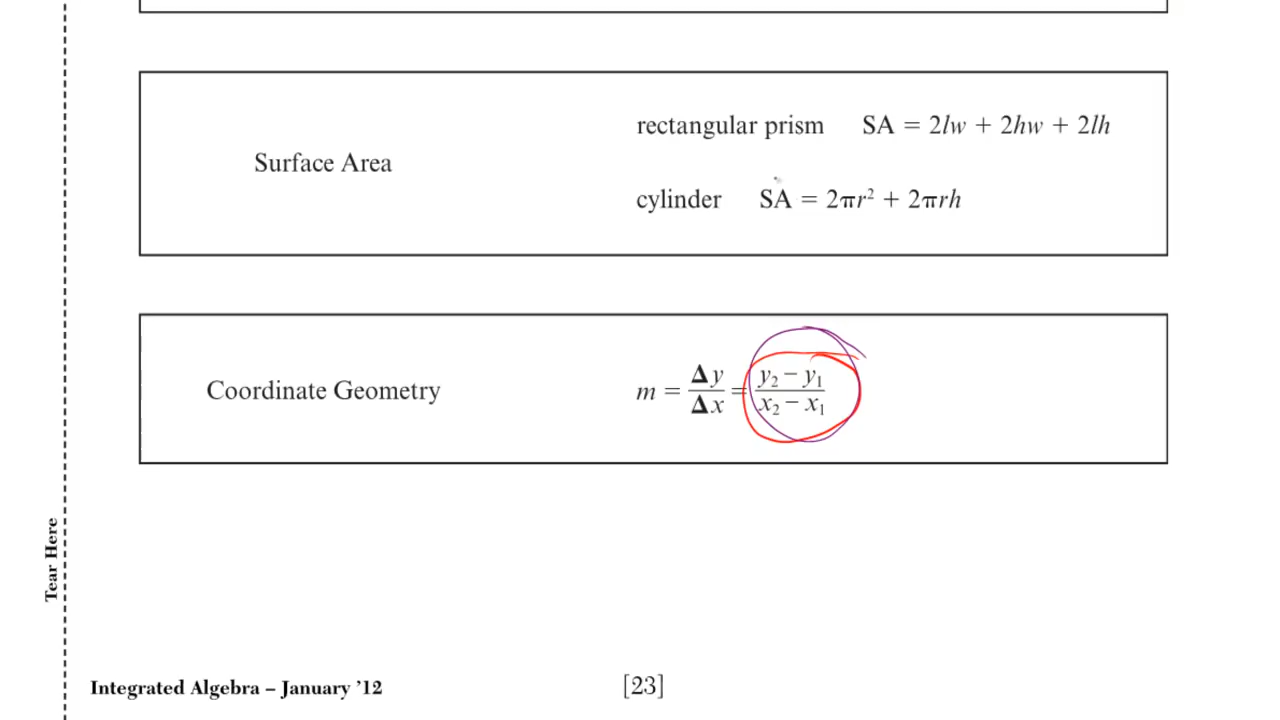 rectangular prism SA = 2lw + 2hw + 2lh
Surface Area
cylinder SA = 2πr² + 2πrh
Coordinate Geometry m = Δy/Δx = y₂ − y₁/x₂ − x₁
Tear Here
Integrated Algebra – January ’12 [23]